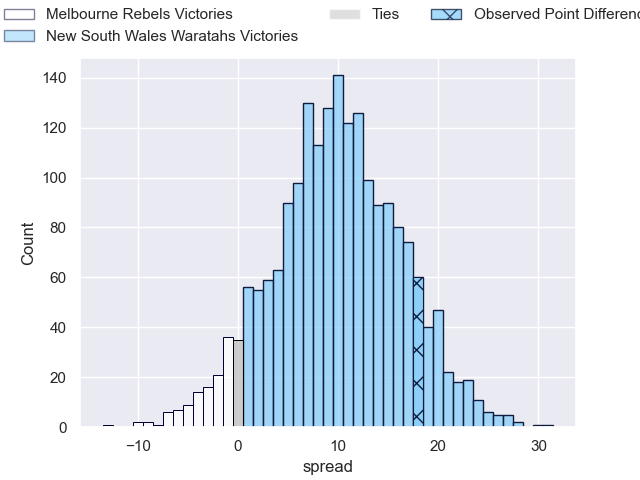 Melbourne Rebels Victories
Ties
Observed Point Differenc
New South Wales Waratahs Victories
140
120
100
80
60
40
20
0
Count
−10
0
10
20
30
spread